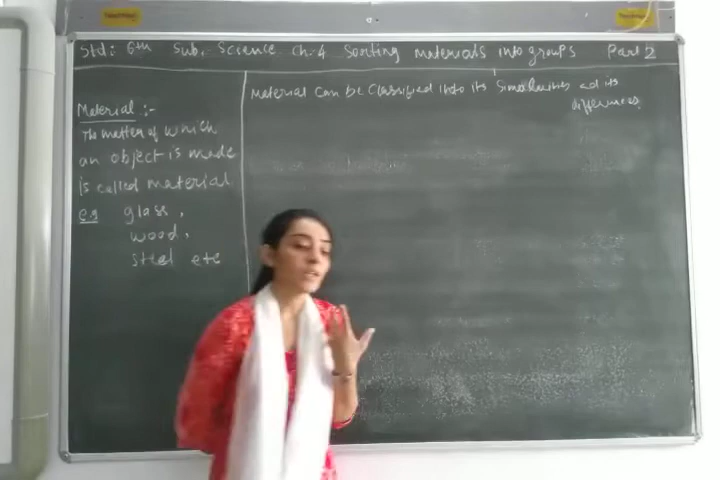 Std: 6th Sub. Science Ch-4 Sorting materials into groups Part 2
Material can be Classified into its Similarities ad its
differences.
Material :-
The matter of which
an object is made
is called material
eg glass,
wood,
steel etc